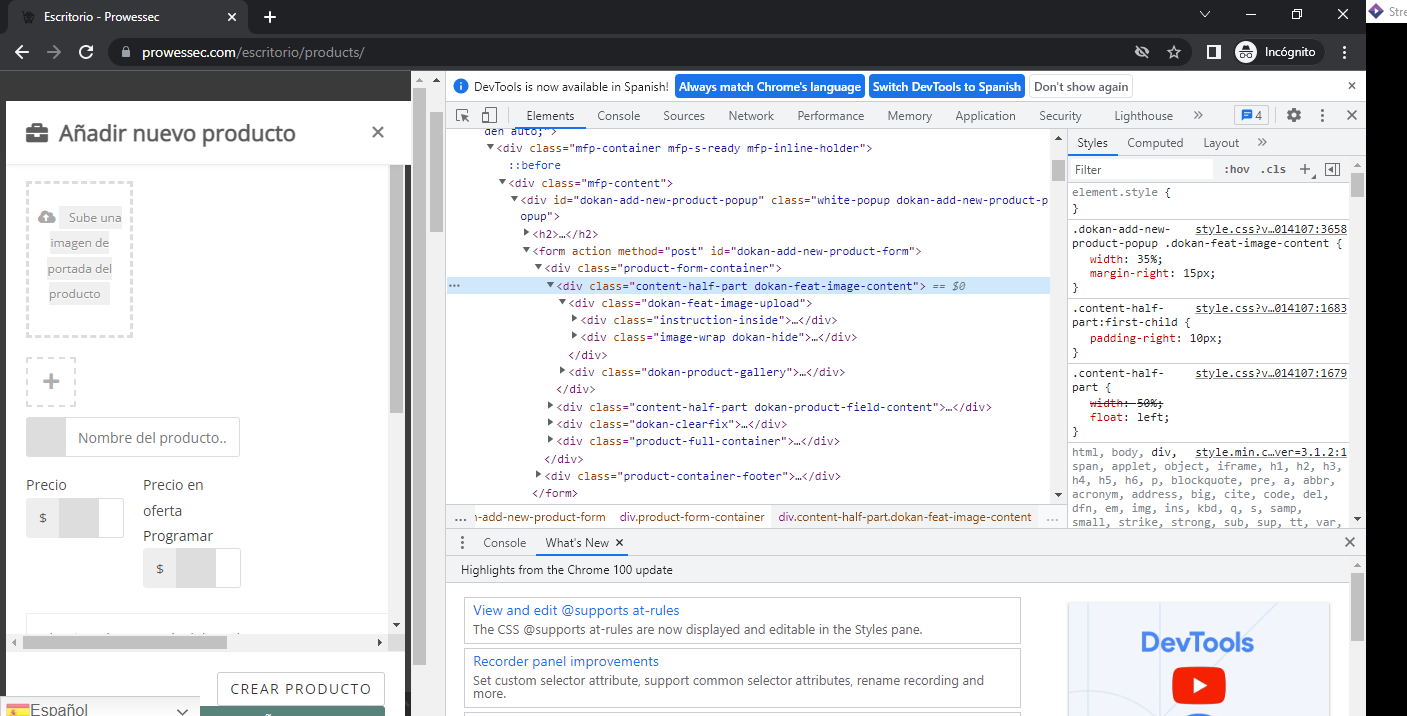 Escritorio - Prowessec
Stre
prowessec.com/escritorio/products/
Incógnito
Añadir nuevo producto
Sube una
imagen de
portada del
producto
Nombre del producto..
Precio
$
Precio en
oferta
Programar
$
CREAR PRODUCTO
Español
DevTools is now available in Spanish!
Always match Chrome's language
Switch DevTools to Spanish
Don't show again
Elements
Console
Sources
Network
Performance
Memory
Application
Security
Lighthouse
4
den auto;">
<div class="mfp-container mfp-s-ready mfp-inline-holder">
::before
<div class="mfp-content">
<div id="dokan-add-new-product-popup" class="white-popup dokan-add-new-product-p
opup">
<h2>…</h2>
<form action method="post" id="dokan-add-new-product-form">
<div class="product-form-container">
<div class="content-half-part dokan-feat-image-content"> == $0
<div class="dokan-feat-image-upload">
<div class="instruction-inside">…</div>
<div class="image-wrap dokan-hide">…</div>
</div>
<div class="dokan-product-gallery">…</div>
</div>
<div class="content-half-part dokan-product-field-content">…</div>
<div class="dokan-clearfix">…</div>
<div class="product-full-container">…</div>
</div>
<div class="product-container-footer">…</div>
</form>
... n-add-new-product-form div.product-form-container div.content-half-part.dokan-feat-image-content ...
Styles
Computed
Layout
Filter
:hov .cls
element.style {
}
.dokan-add-new- style.css?v…014107:3658
product-popup .dokan-feat-image-content {
width: 35%;
margin-right: 15px;
}
.content-half- style.css?v…014107:1683
part:first-child {
padding-right: 10px;
}
.content-half- style.css?v…014107:1679
part {
width: 50%;
float: left;
}
html, body, div, style.min.c…ver=3.1.2:1
span, applet, object, iframe, h1, h2, h3,
h4, h5, h6, p, blockquote, pre, a, abbr,
acronym, address, big, cite, code, del,
dfn, em, img, ins, kbd, q, s, samp,
small, strike, strong, sub, sup, tt, var,
Console
What's New
Highlights from the Chrome 100 update
View and edit @supports at-rules
The CSS @supports at-rules are now displayed and editable in the Styles pane.
Recorder panel improvements
Set custom selector attribute, support common selector attributes, rename recording and
more.
DevTools